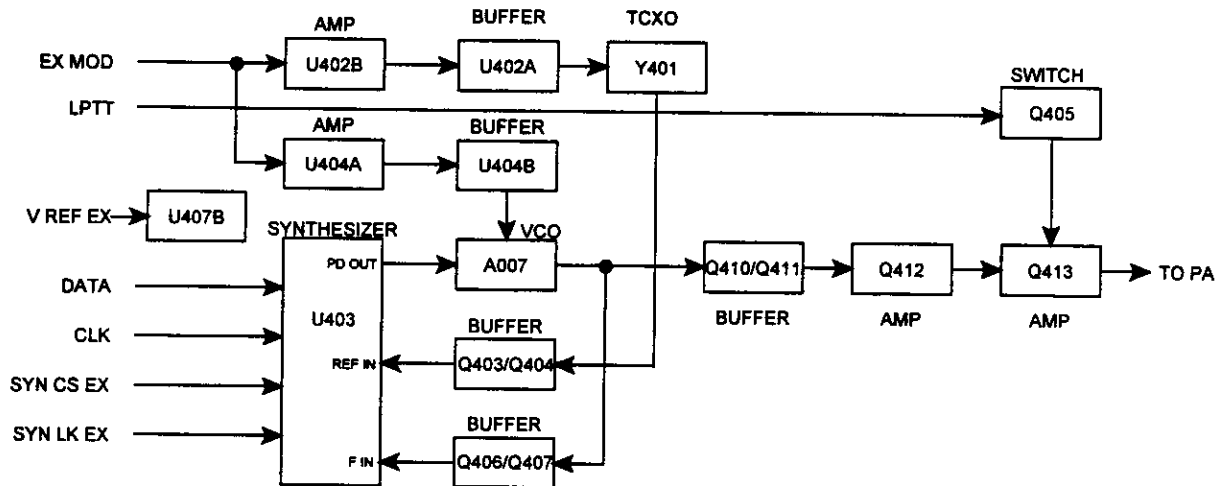 AMP
BUFFER
TCXO
EX MOD
U402B
U402A
Y401
SWITCH
LPTT
Q405
AMP
BUFFER
U404A
U404B
V REF EX
U407B
SYNTHESIZER
VCO
PD OUT
A007
Q410/Q411
Q412
Q413
TO PA
DATA
U403
BUFFER
AMP
AMP
CLK
BUFFER
REF IN
Q403/Q404
SYN CS EX
BUFFER
SYN LK EX
F IN
Q406/Q407